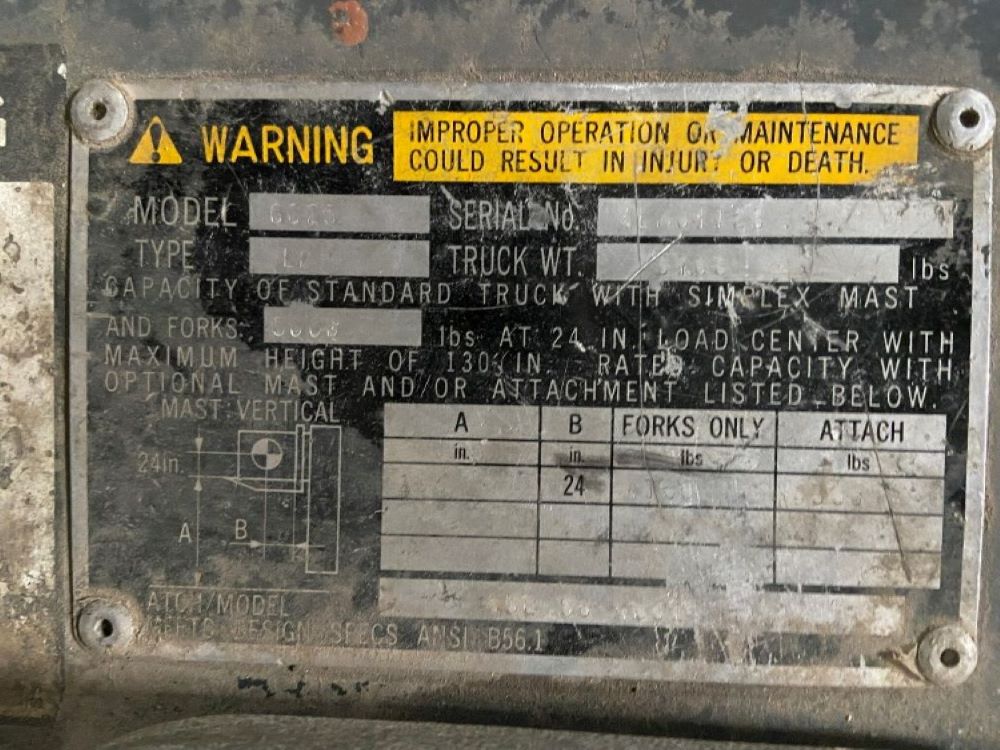 WARNING
IMPROPER OPERATION OR MAINTENANCE
COULD RESULT IN INJURY OR DEATH.
MODEL SERIAL No.
TYPE TRUCK WT. lbs
CAPACITY OF STANDARD TRUCK WITH SIMPLEX MAST
AND FORKS lbs AT 24 IN. LOAD CENTER WITH
MAXIMUM HEIGHT OF 130 IN. RATED CAPACITY WITH
OPTIONAL MAST AND/OR ATTACHMENT LISTED BELOW.
MAST VERTICAL
24in.
A
B
A B FORKS ONLY ATTACH
in. in. lbs lbs
24
ATCH/MODEL
MEETS DESIGN SPECS ANSI B56.1